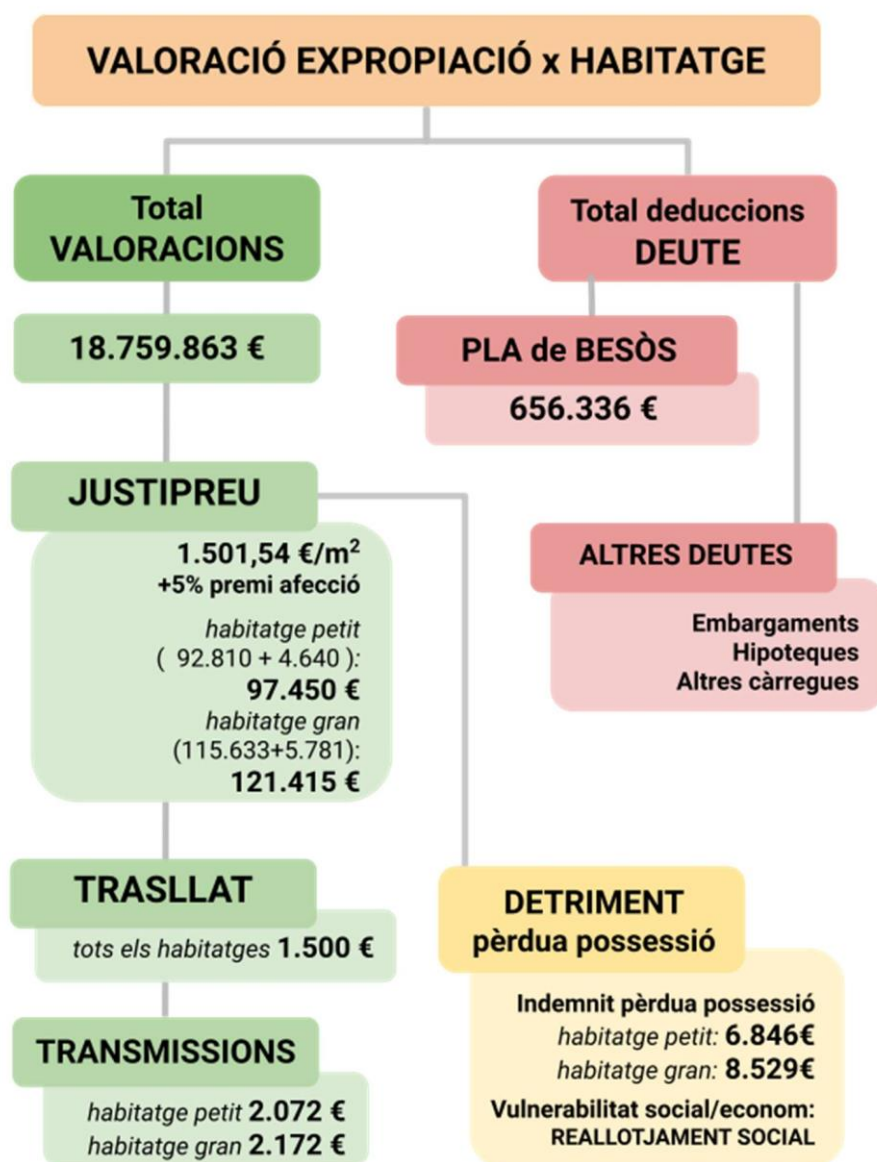 VALORACIÓ EXPROPIACIÓ x HABITATGE
Total
VALORACIONS
18.759.863 €
JUSTIPREU
1.501,54 €/m²
+5% premi afecció
habitatge petit
( 92.810 + 4.640 ):
97.450 €
habitatge gran
(115.633+5.781):
121.415 €
TRASLLAT
tots els habitatges 1.500 €
TRANSMISSIONS
habitatge petit 2.072 €
habitatge gran 2.172 €
Total deduccions
DEUTE
PLA de BESÒS
656.336 €
ALTRES DEUTES
Embargaments
Hipoteques
Altres càrregues
DETRIMENT
pèrdua possessió
Indemnit pèrdua possessió
habitatge petit: 6.846€
habitatge gran: 8.529€
Vulnerabilitat social/econom:
REALLOTJAMENT SOCIAL